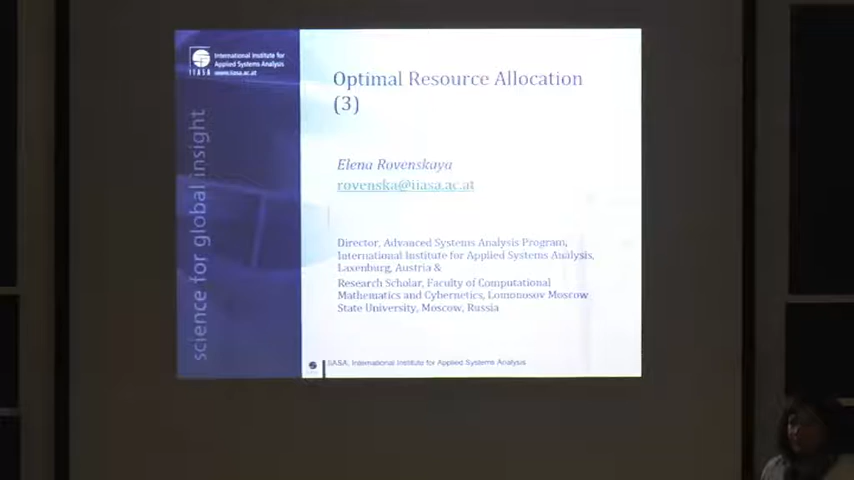 International Institute for
Applied Systems Analysis
www.iiasa.ac.at
IIASA
science for global insight
Optimal Resource Allocation
(3)
Elena Rovenskaya
rovenska@iiasa.ac.at
Director, Advanced Systems Analysis Program,
International Institute for Applied Systems Analysis,
Laxenburg, Austria &
Research Scholar, Faculty of Computational
Mathematics and Cybernetics, Lomonosov Moscow
State University, Moscow, Russia
IIASA, International Institute for Applied Systems Analysis